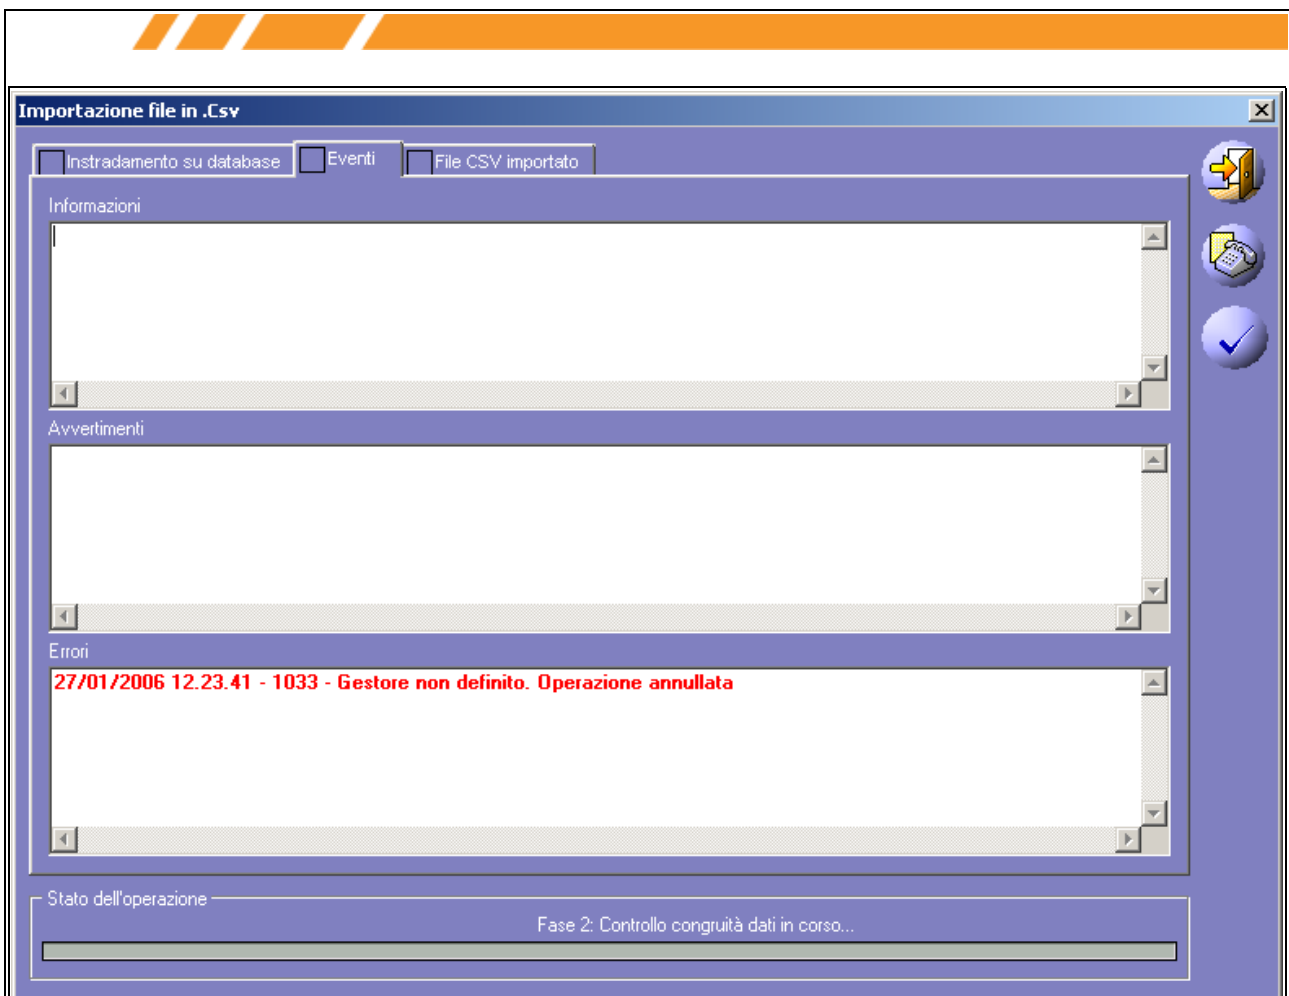 Importazione file in .Csv
Instradamento su database
Eventi
File CSV importato
Informazioni
Avvertimenti
Errori
27/01/2006 12.23.41 - 1033 - Gestore non definito. Operazione annullata
Stato dell'operazione
Fase 2: Controllo congruità dati in corso...